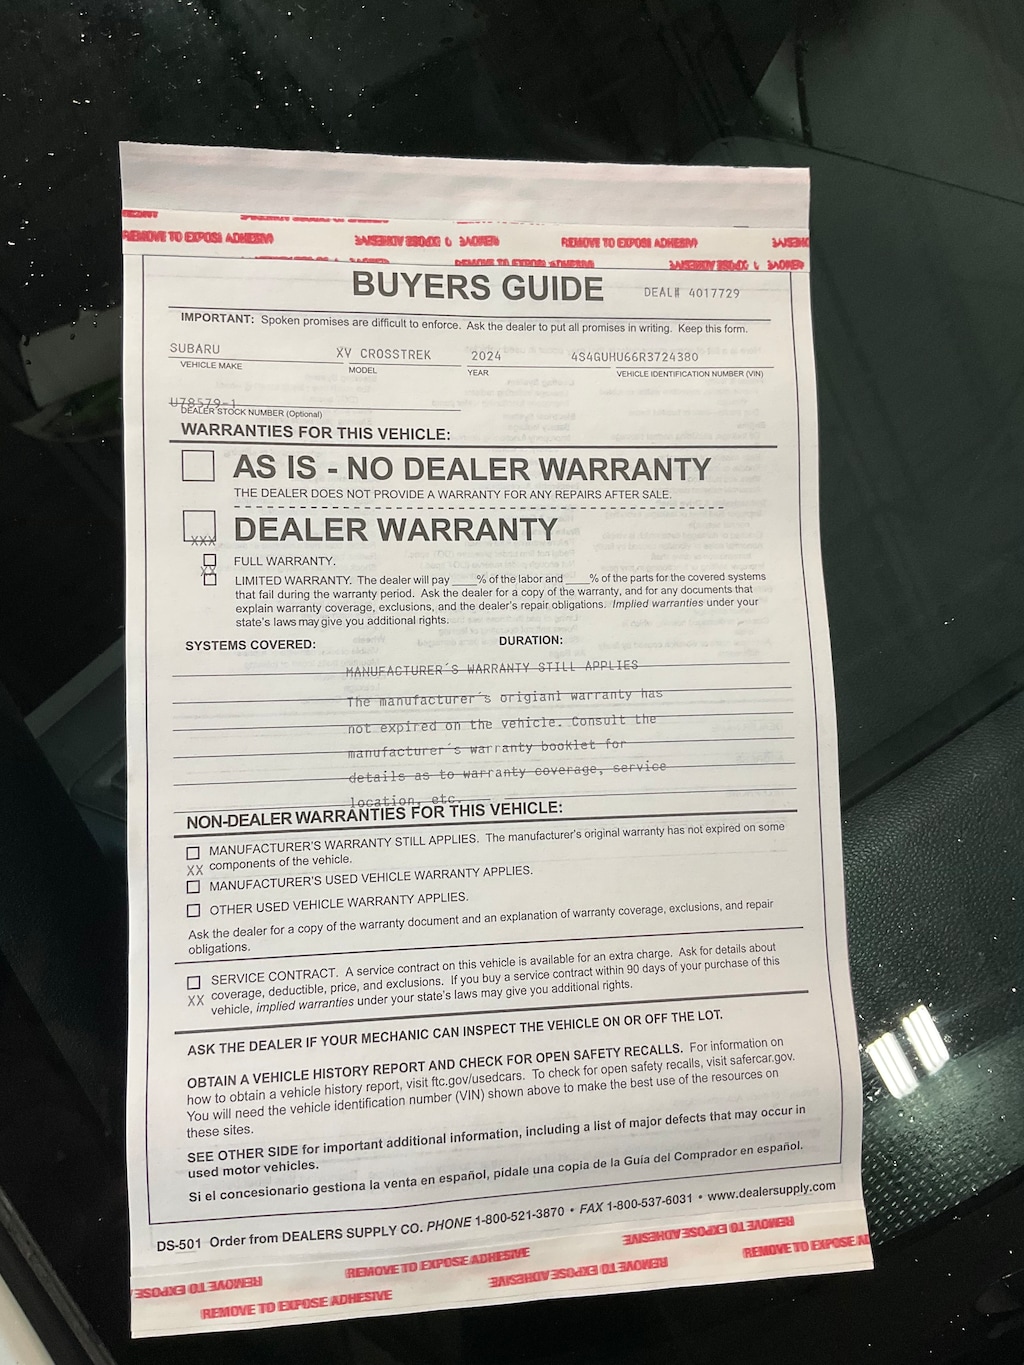 REMOVE TO EXPOSE ADHESIVE REMOVE TO EXPOSE ADHESIVE REMOVE TO EXPOSE ADHESIVE
BUYERS GUIDE DEAL# 4017729
IMPORTANT: Spoken promises are difficult to enforce. Ask the dealer to put all promises in writing. Keep this form.
SUBARU XV CROSSTREK 2024 4S4GUHU66R3724380
VEHICLE MAKE MODEL YEAR VEHICLE IDENTIFICATION NUMBER (VIN)
U78579-1
DEALER STOCK NUMBER (Optional)
WARRANTIES FOR THIS VEHICLE:
AS IS - NO DEALER WARRANTY
THE DEALER DOES NOT PROVIDE A WARRANTY FOR ANY REPAIRS AFTER SALE.
XXX DEALER WARRANTY
FULL WARRANTY.
XX
LIMITED WARRANTY. The dealer will pay ____% of the labor and ____% of the parts for the covered systems
that fail during the warranty period. Ask the dealer for a copy of the warranty, and for any documents that
explain warranty coverage, exclusions, and the dealer's repair obligations. Implied warranties under your
state's laws may give you additional rights.
SYSTEMS COVERED: DURATION:
MANUFACTURER´S WARRANTY STILL APPLIES
The manufacturer´s origianl warranty has
not expired on the vehicle. Consult the
manufacturer´s warranty booklet for
details as to warranty coverage, service
location, etc.
NON-DEALER WARRANTIES FOR THIS VEHICLE:
MANUFACTURER'S WARRANTY STILL APPLIES. The manufacturer's original warranty has not expired on some
XX components of the vehicle.
MANUFACTURER'S USED VEHICLE WARRANTY APPLIES.
OTHER USED VEHICLE WARRANTY APPLIES.
Ask the dealer for a copy of the warranty document and an explanation of warranty coverage, exclusions, and repair
obligations.
SERVICE CONTRACT. A service contract on this vehicle is available for an extra charge. Ask for details about
XX coverage, deductible, price, and exclusions. If you buy a service contract within 90 days of your purchase of this
vehicle, implied warranties under your state's laws may give you additional rights.
ASK THE DEALER IF YOUR MECHANIC CAN INSPECT THE VEHICLE ON OR OFF THE LOT.
OBTAIN A VEHICLE HISTORY REPORT AND CHECK FOR OPEN SAFETY RECALLS. For information on
how to obtain a vehicle history report, visit ftc.gov/usedcars. To check for open safety recalls, visit safercar.gov.
You will need the vehicle identification number (VIN) shown above to make the best use of the resources on
these sites.
SEE OTHER SIDE for important additional information, including a list of major defects that may occur in
used motor vehicles.
Si el concesionario gestiona la venta en español, pidale una copia de la Guía del Comprador en español.
DS-501 Order from DEALERS SUPPLY CO. PHONE 1-800-521-3870 • FAX 1-800-537-6031 • www.dealersupply.com
REMOVE TO EXPOSE ADHESIVE
REMOVE TO EXPOSE REMOVE TO EXPOSE ADHESIVE REMOVE TO EXPOSE ADHESIVE REMOVE TO EXPOSE AD
REMOVE TO EXPOSE ADHESIVE